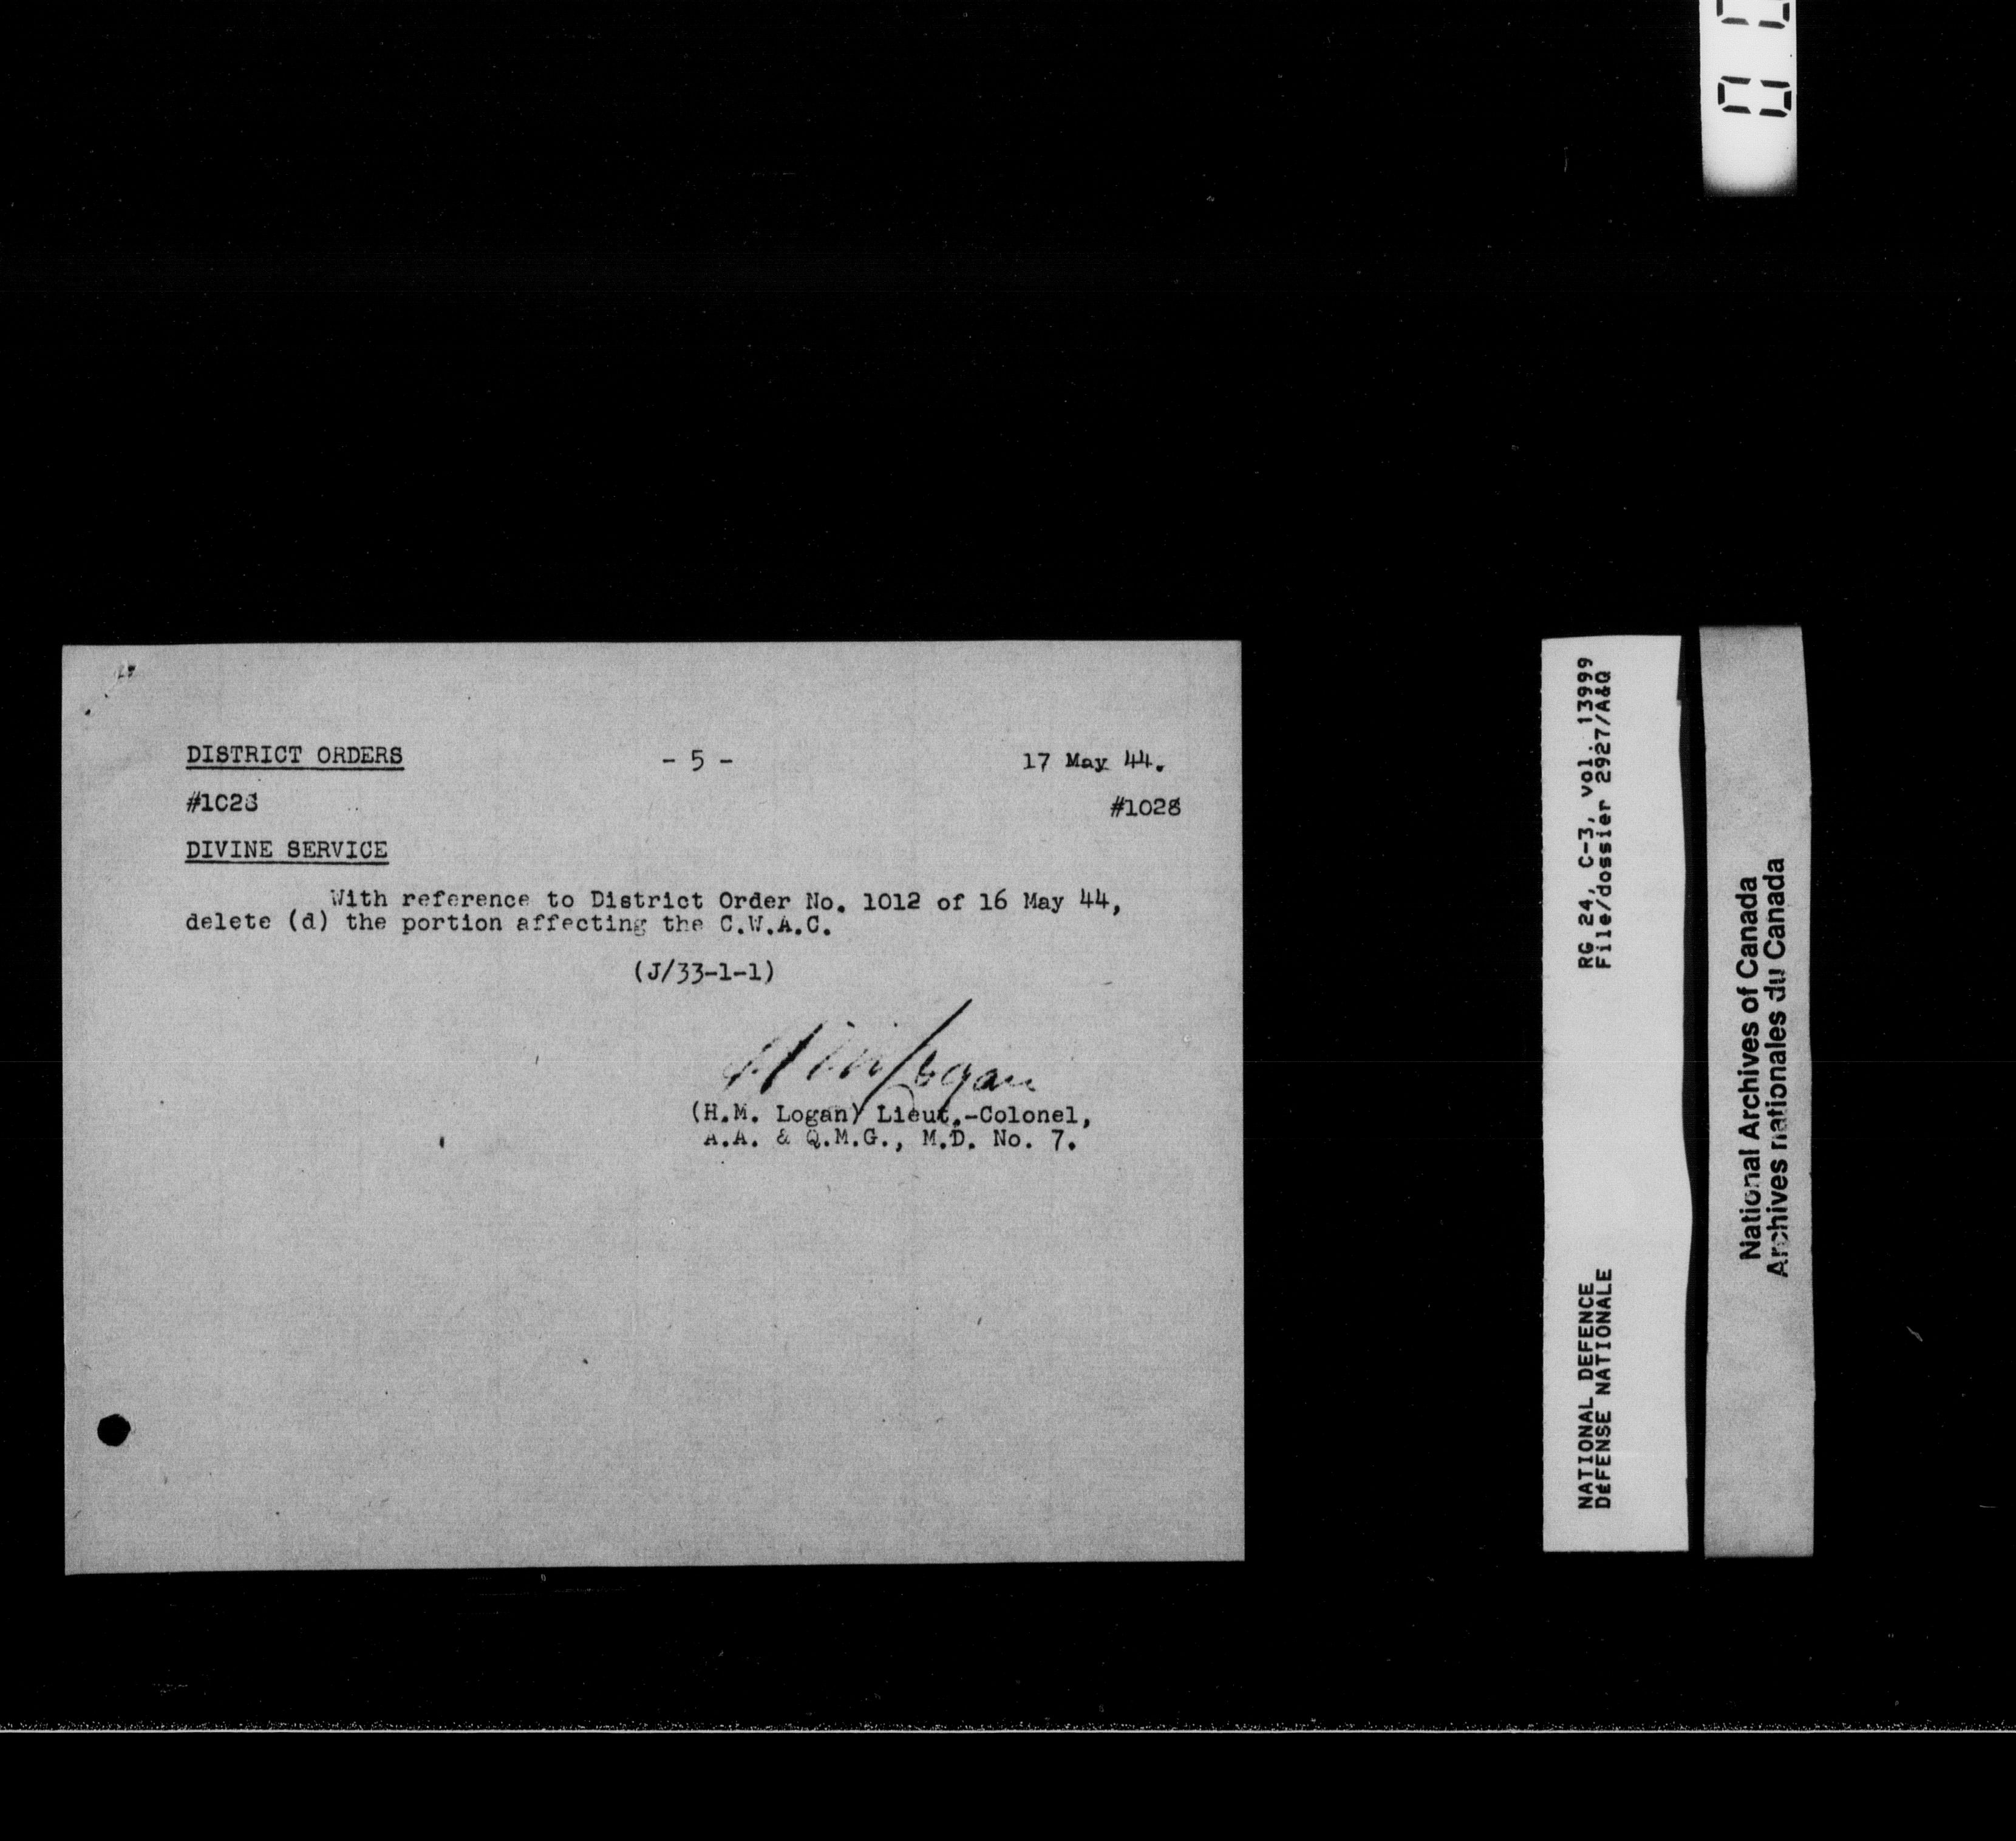 DISTRICT ORDERS - 5 - 17 May 44.
#1028 #1028
DIVINE SERVICE
With reference to District Order No. 1012 of 16 May 44,
delete (d) the portion affecting the C.W.A.C.
(J/33-1-1)
H M Logan
(H.M. Logan) Lieut.-Colonel,
A.A. & Q.M.G., M.D. No. 7.
RG 24, C-3, vol. 13999
File/dossier 2927/A&Q
NATIONAL DEFENCE
DéFENSE NATIONALE
National Archives of Canada
Archives nationales du Canada